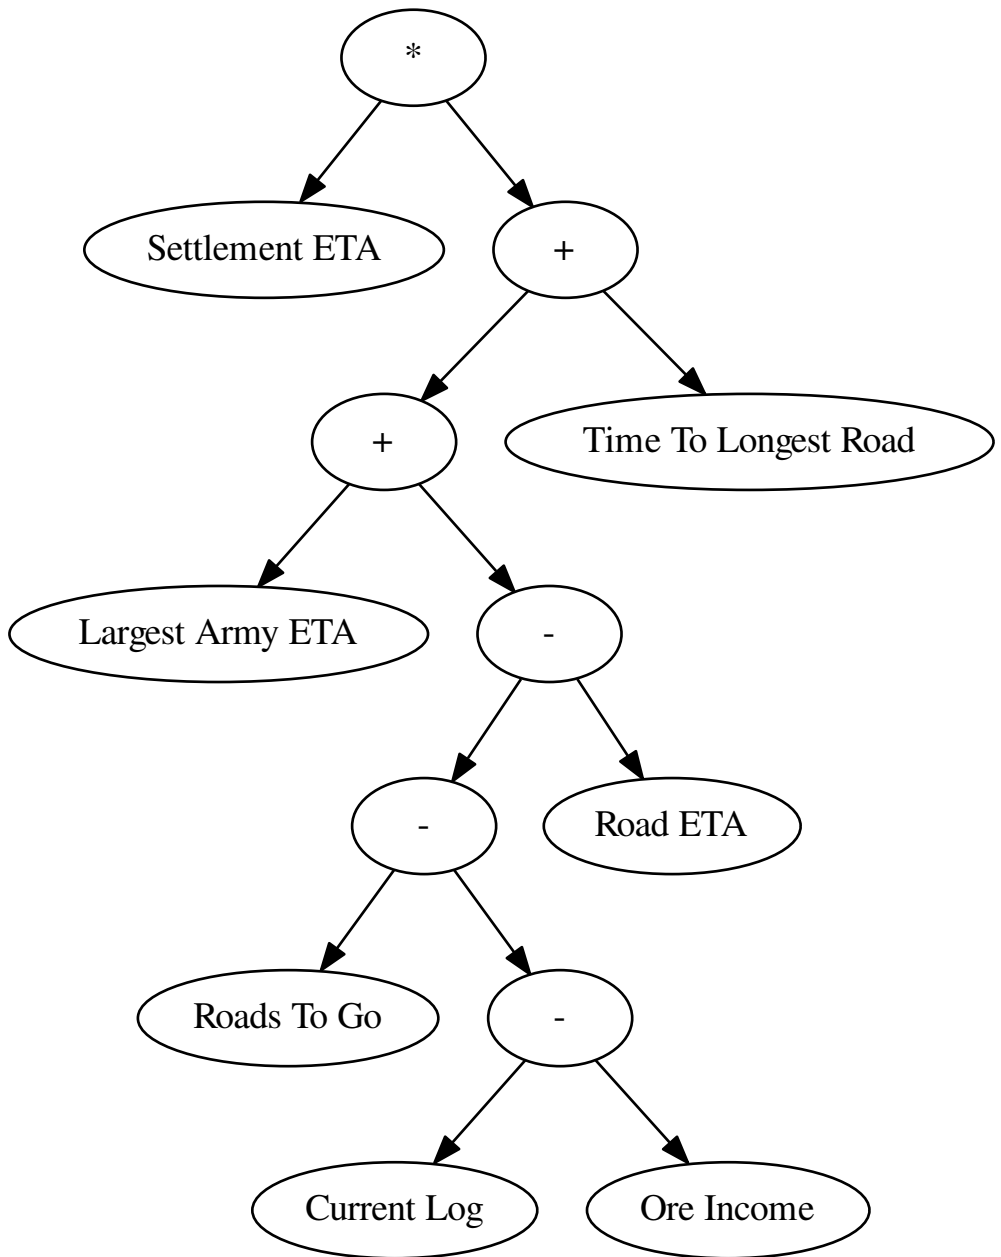 *
Settlement ETA
+
+
Time To Longest Road
Largest Army ETA
-
-
Road ETA
Roads To Go
-
Current Log
Ore Income